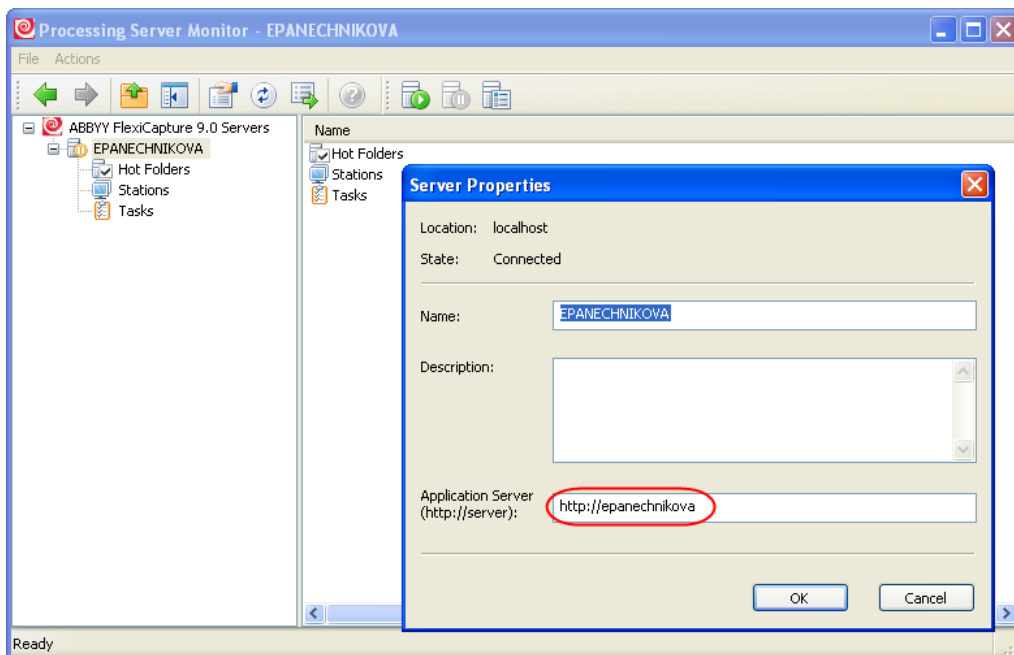 Processing Server Monitor - EPANECHNIKOVA
File Actions
ABBYY FlexiCapture 9.0 Servers
EPANECHNIKOVA
Hot Folders
Stations
Tasks
Name
Hot Folders
Stations
Tasks
Server Properties
Location: localhost
State: Connected
Name: EPANECHNIKOVA
Description:
Application Server
(http://server):
http://epanechnikova
OK Cancel
Ready